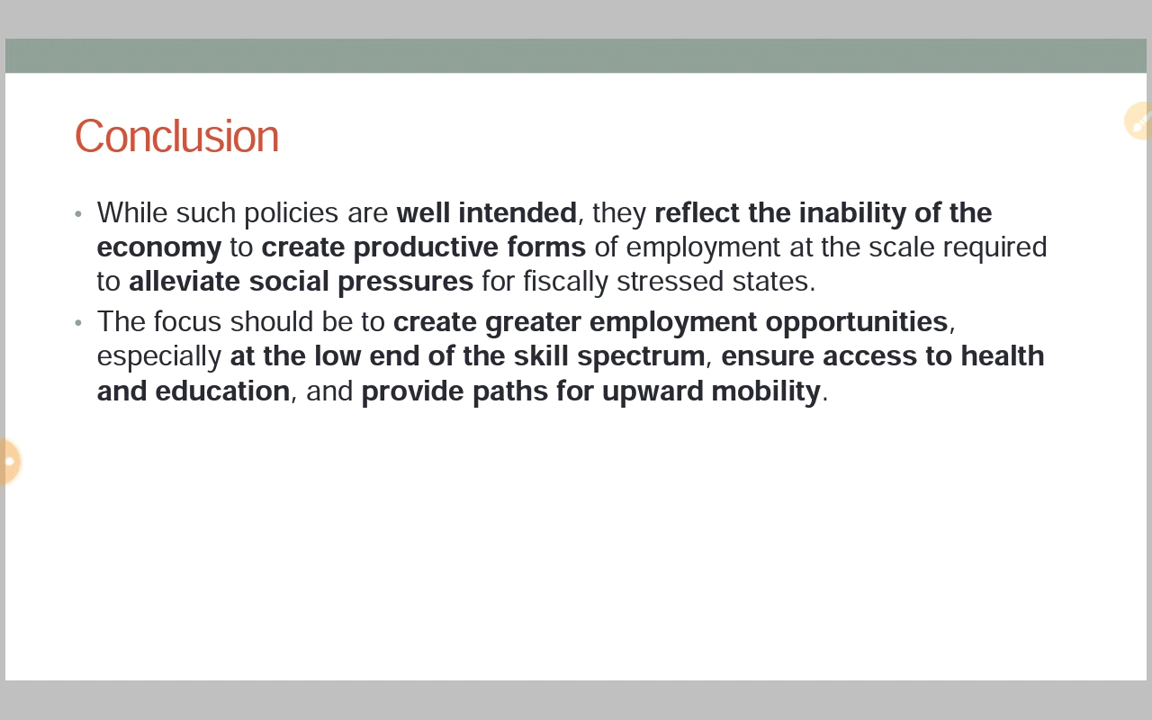 Conclusion
• While such policies are well intended, they reflect the inability of the
economy to create productive forms of employment at the scale required
to alleviate social pressures for fiscally stressed states.
• The focus should be to create greater employment opportunities,
especially at the low end of the skill spectrum, ensure access to health
and education, and provide paths for upward mobility.